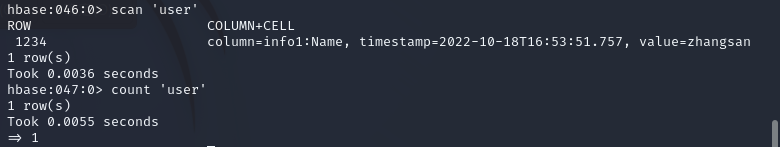 hbase:046:0> scan 'user'
ROW                      COLUMN+CELL
 1234                    column=info1:Name, timestamp=2022-10-18T16:53:51.757, value=zhangsan
1 row(s)
Took 0.0036 seconds
hbase:047:0> count 'user'
1 row(s)
Took 0.0055 seconds
=> 1